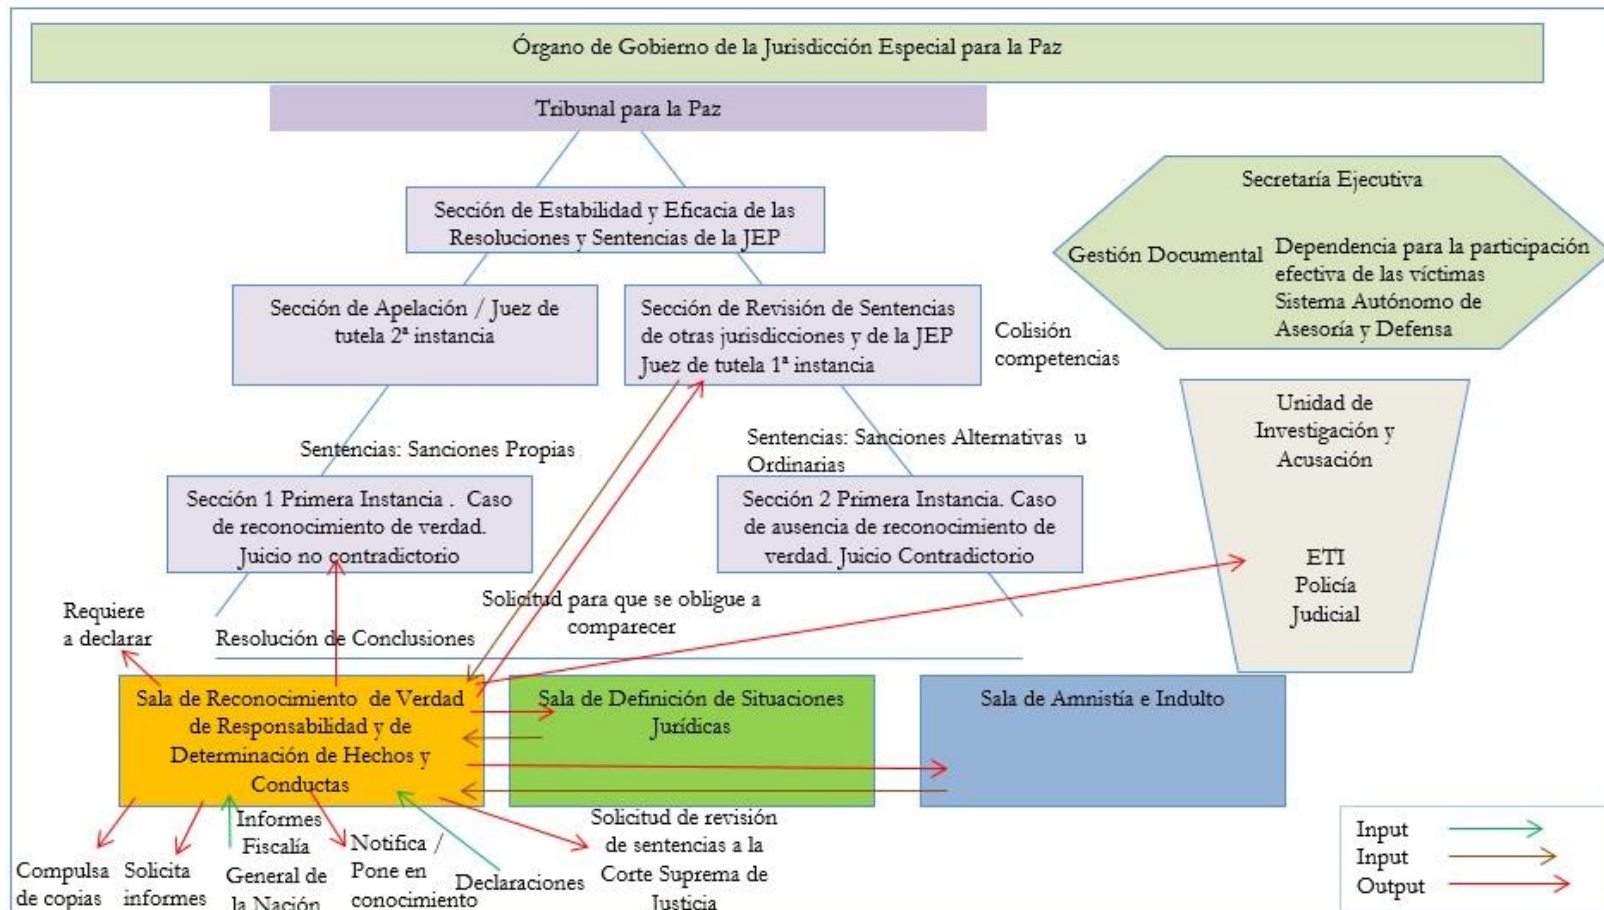 Órgano de Gobierno de la Jurisdicción Especial para la Paz
Tribunal para la Paz
Sección de Estabilidad y Eficacia de las
Resoluciones y Sentencias de la JEP
Secretaría Ejecutiva
Gestión Documental
Dependencia para la participación
efectiva de las víctimas
Sistema Autónomo de
Asesoría y Defensa
Sección de Apelación / Juez de
tutela 2ª instancia
Sección de Revisión de Sentencias
de otras jurisdicciones y de la JEP
Juez de tutela 1ª instancia
Colisión
competencias
Unidad de
Investigación y
Acusación
ETI
Policía
Judicial
Sentencias: Sanciones Propias
Sentencias: Sanciones Alternativas u
Ordinarias
Sección 1 Primera Instancia . Caso
de reconocimiento de verdad.
Juicio no contradictorio
Sección 2 Primera Instancia. Caso
de ausencia de reconocimiento de
verdad. Juicio Contradictorio
Requiere
a declarar
Solicitud para que se obligue a
comparecer
Resolución de Conclusiones
Sala de Reconocimiento de Verdad
de Responsabilidad y de
Determinación de Hechos y
Conductas
Sala de Definición de Situaciones
Jurídicas
Sala de Amnistía e Indulto
Compulsa
de copias
Solicita
informes
Informes
Fiscalía
General de
la Nación
Notifica /
Pone en
conocimiento
Declaraciones
Solicitud de revisión
de sentencias a la
Corte Suprema de
Justicia
Input
Input
Output